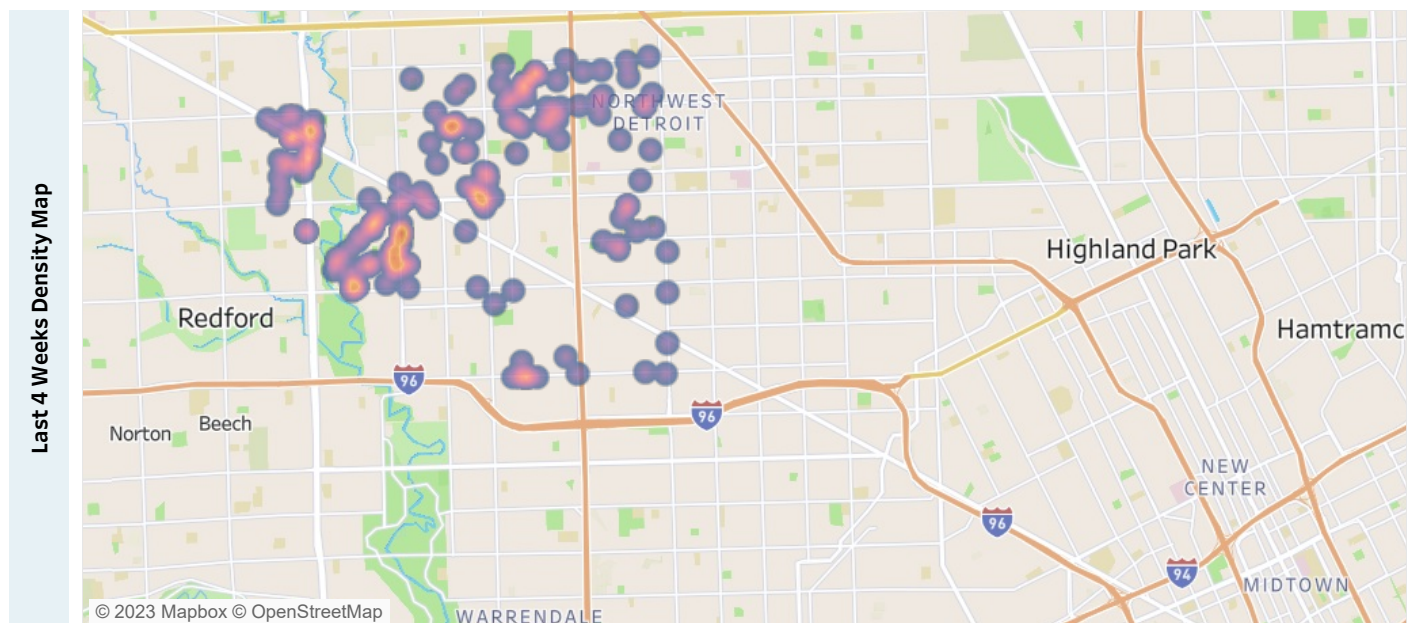 Last 4 Weeks Density Map
NORTHWEST
DETROIT
Highland Park
Redford
Hamtramc
96
96
Beech
Norton
NEW
CENTER
96
94
MIDTOWN
© 2023 Mapbox © OpenStreetMap
WARRENDALE